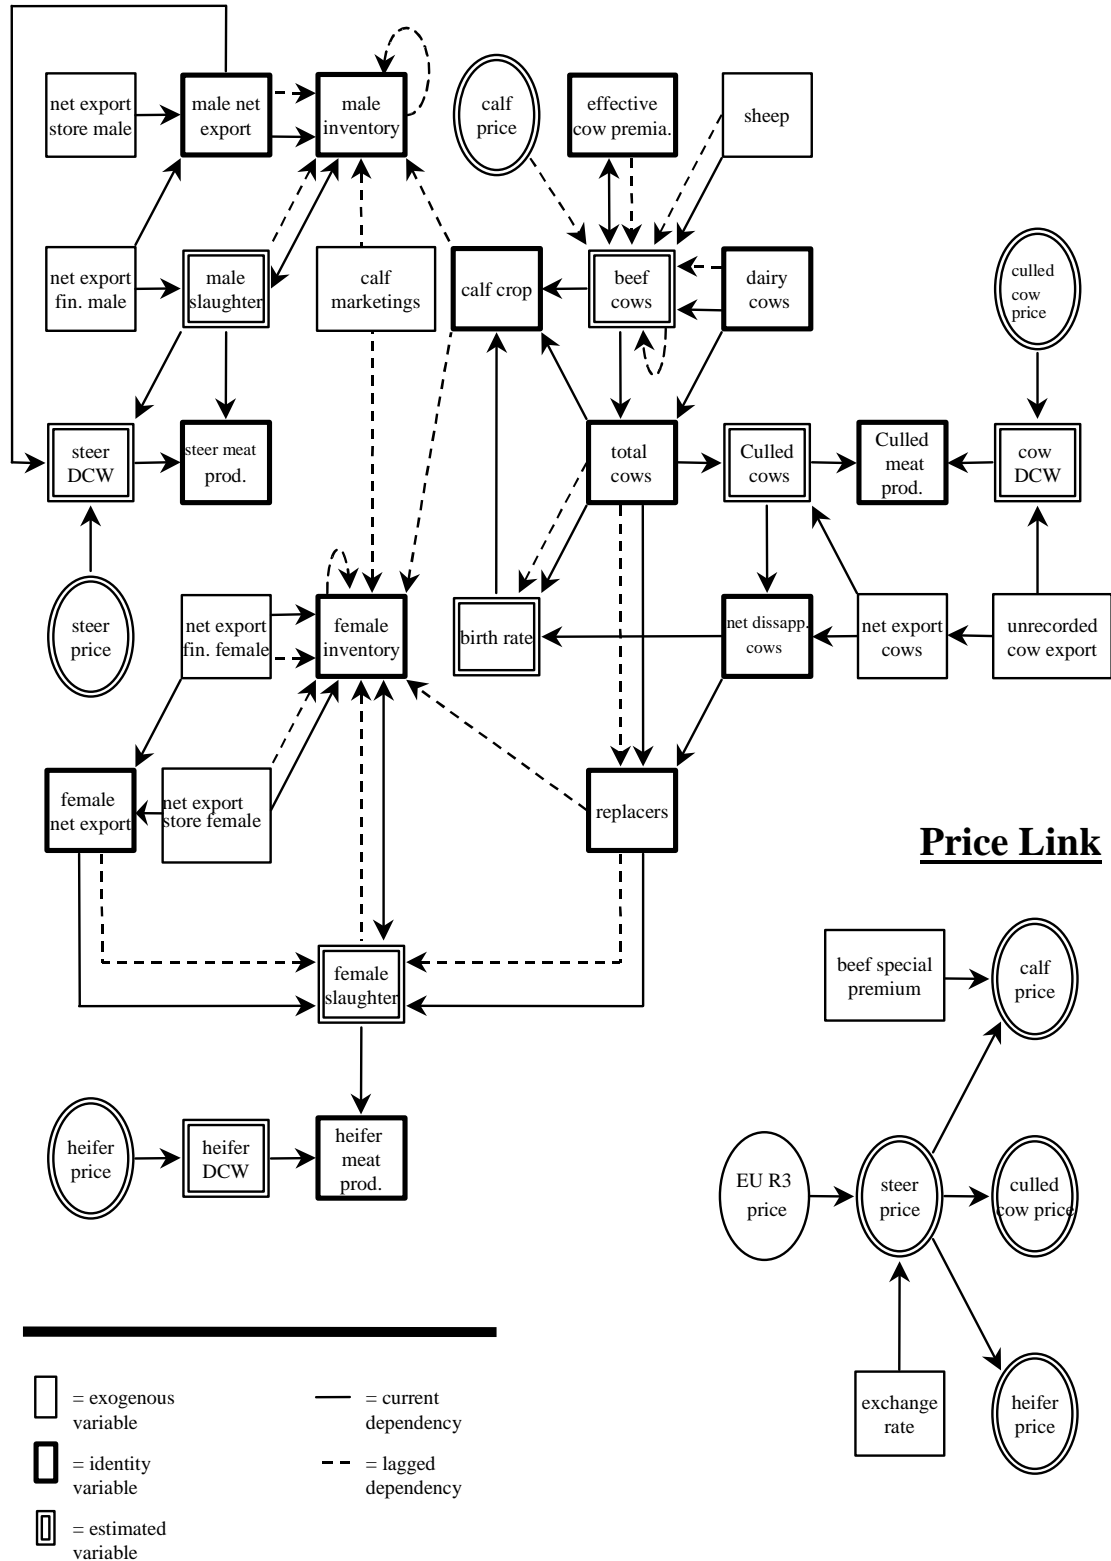 net export
store male
male net
export
male
inventory
calf
price
effective
cow premia.
sheep
net export
fin. male
male
slaughter
calf
marketings
calf crop
beef
cows
dairy
cows
culled
cow
price
steer
DCW
steer meat
prod.
total
cows
Culled
cows
Culled
meat
prod.
cow
DCW
steer
price
net export
fin. female
female
inventory
birth rate
net dissapp.
cows
net export
cows
unrecorded
cow export
female
net export
net export
store female
replacers
Price Link
female
slaughter
beef special
premium
calf
price
heifer
price
heifer
DCW
heifer
meat
prod.
EU R3
price
steer
price
culled
cow price
exchange
rate
heifer
price
= exogenous
variable
= current
dependency
= identity
variable
= lagged
dependency
= estimated
variable